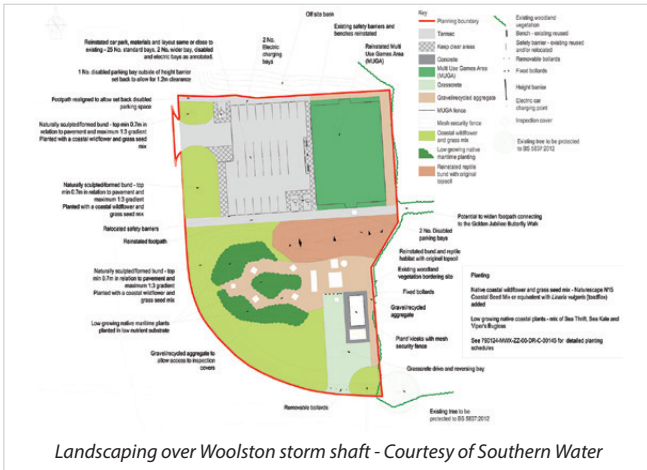 Off site bank
Existing safety barriers and
benches reinstated
2 No.
Electric
charging
bays
Reinstated Multi
Use Games Area
(MUGA)
Reinstated car park, materials and layout same or close to
existing - 25 No. standard bays, 2 No. wider bay, disabled
and electric bays as annotated.
1 No. disabled parking bay outside of height barrier
set back to allow for 1.2m clearance
Footpath realigned to allow set back disabled
parking space
Naturally sculpted/formed bund - top min 0.7m in
relation to pavement and maximum 1:3 gradient
Planted with a coastal wildflower and grass seed
mix
Naturally sculpted/formed bund - top
min 0.7m in relation to pavement and
maximum 1:3 gradient
Planted with a coastal wildflower and
grass seed mix
Relocated safety barriers
Reinstated footpath
Naturally sculpted/formed bund - top
min 0.7m in relation to pavement and
maximum 1:3 gradient
Planted with a coastal wildflower and
grass seed mix
Low growing native maritime plants
planted in low nutrient substrate
Gravel/recycled aggregate to
allow access to inspection
covers
Removable bollards
Key
Planning boundary
Tarmac
Keep clear areas
Concrete
Multi Use Games Area
(MUGA)
Grasscrete
Gravel/recycled aggregate
MUGA fence
Mesh security fence
Coastal wildflower
and grass mix
Low growing native
maritime planting
Reinstated reptile
bund with original
topsoil
Existing woodland
vegetation
Bench - existing reused
Safety barrier - existing reused
and/or relocated
Removable bollards
Fixed bollards
Height barrier
Electric car
charging point
Inspection cover
Existing tree to be protected
to BS 5837:2012
Potential to widen footpath connecting
to the Golden Jubilee Butterfly Walk
2 No. Disabled
parking bays
Reinstated bund and reptile
habitat with original topsoil
Existing woodland
vegetation bordering site
Fixed bollards
Gravel/recycled
aggregate
Plant/ kiosks with mesh
security fence
Grasscrete drive and reversing bay
Existing tree to be
protected to BS 5837:2012
Planting
Native coastal wildflower and grass seed mix - Naturescape N15
Coastal Seed Mix or equivalent with Linaria vulgaris (toadflax)
added
Low growing native coastal plants - mix of Sea Thrift, Sea Kale and
Viper's Bugloss
See 790124-MWX-ZZ-00-DR-C-00145 for detailed planting
schedules
Landscaping over Woolston storm shaft - Courtesy of Southern Water